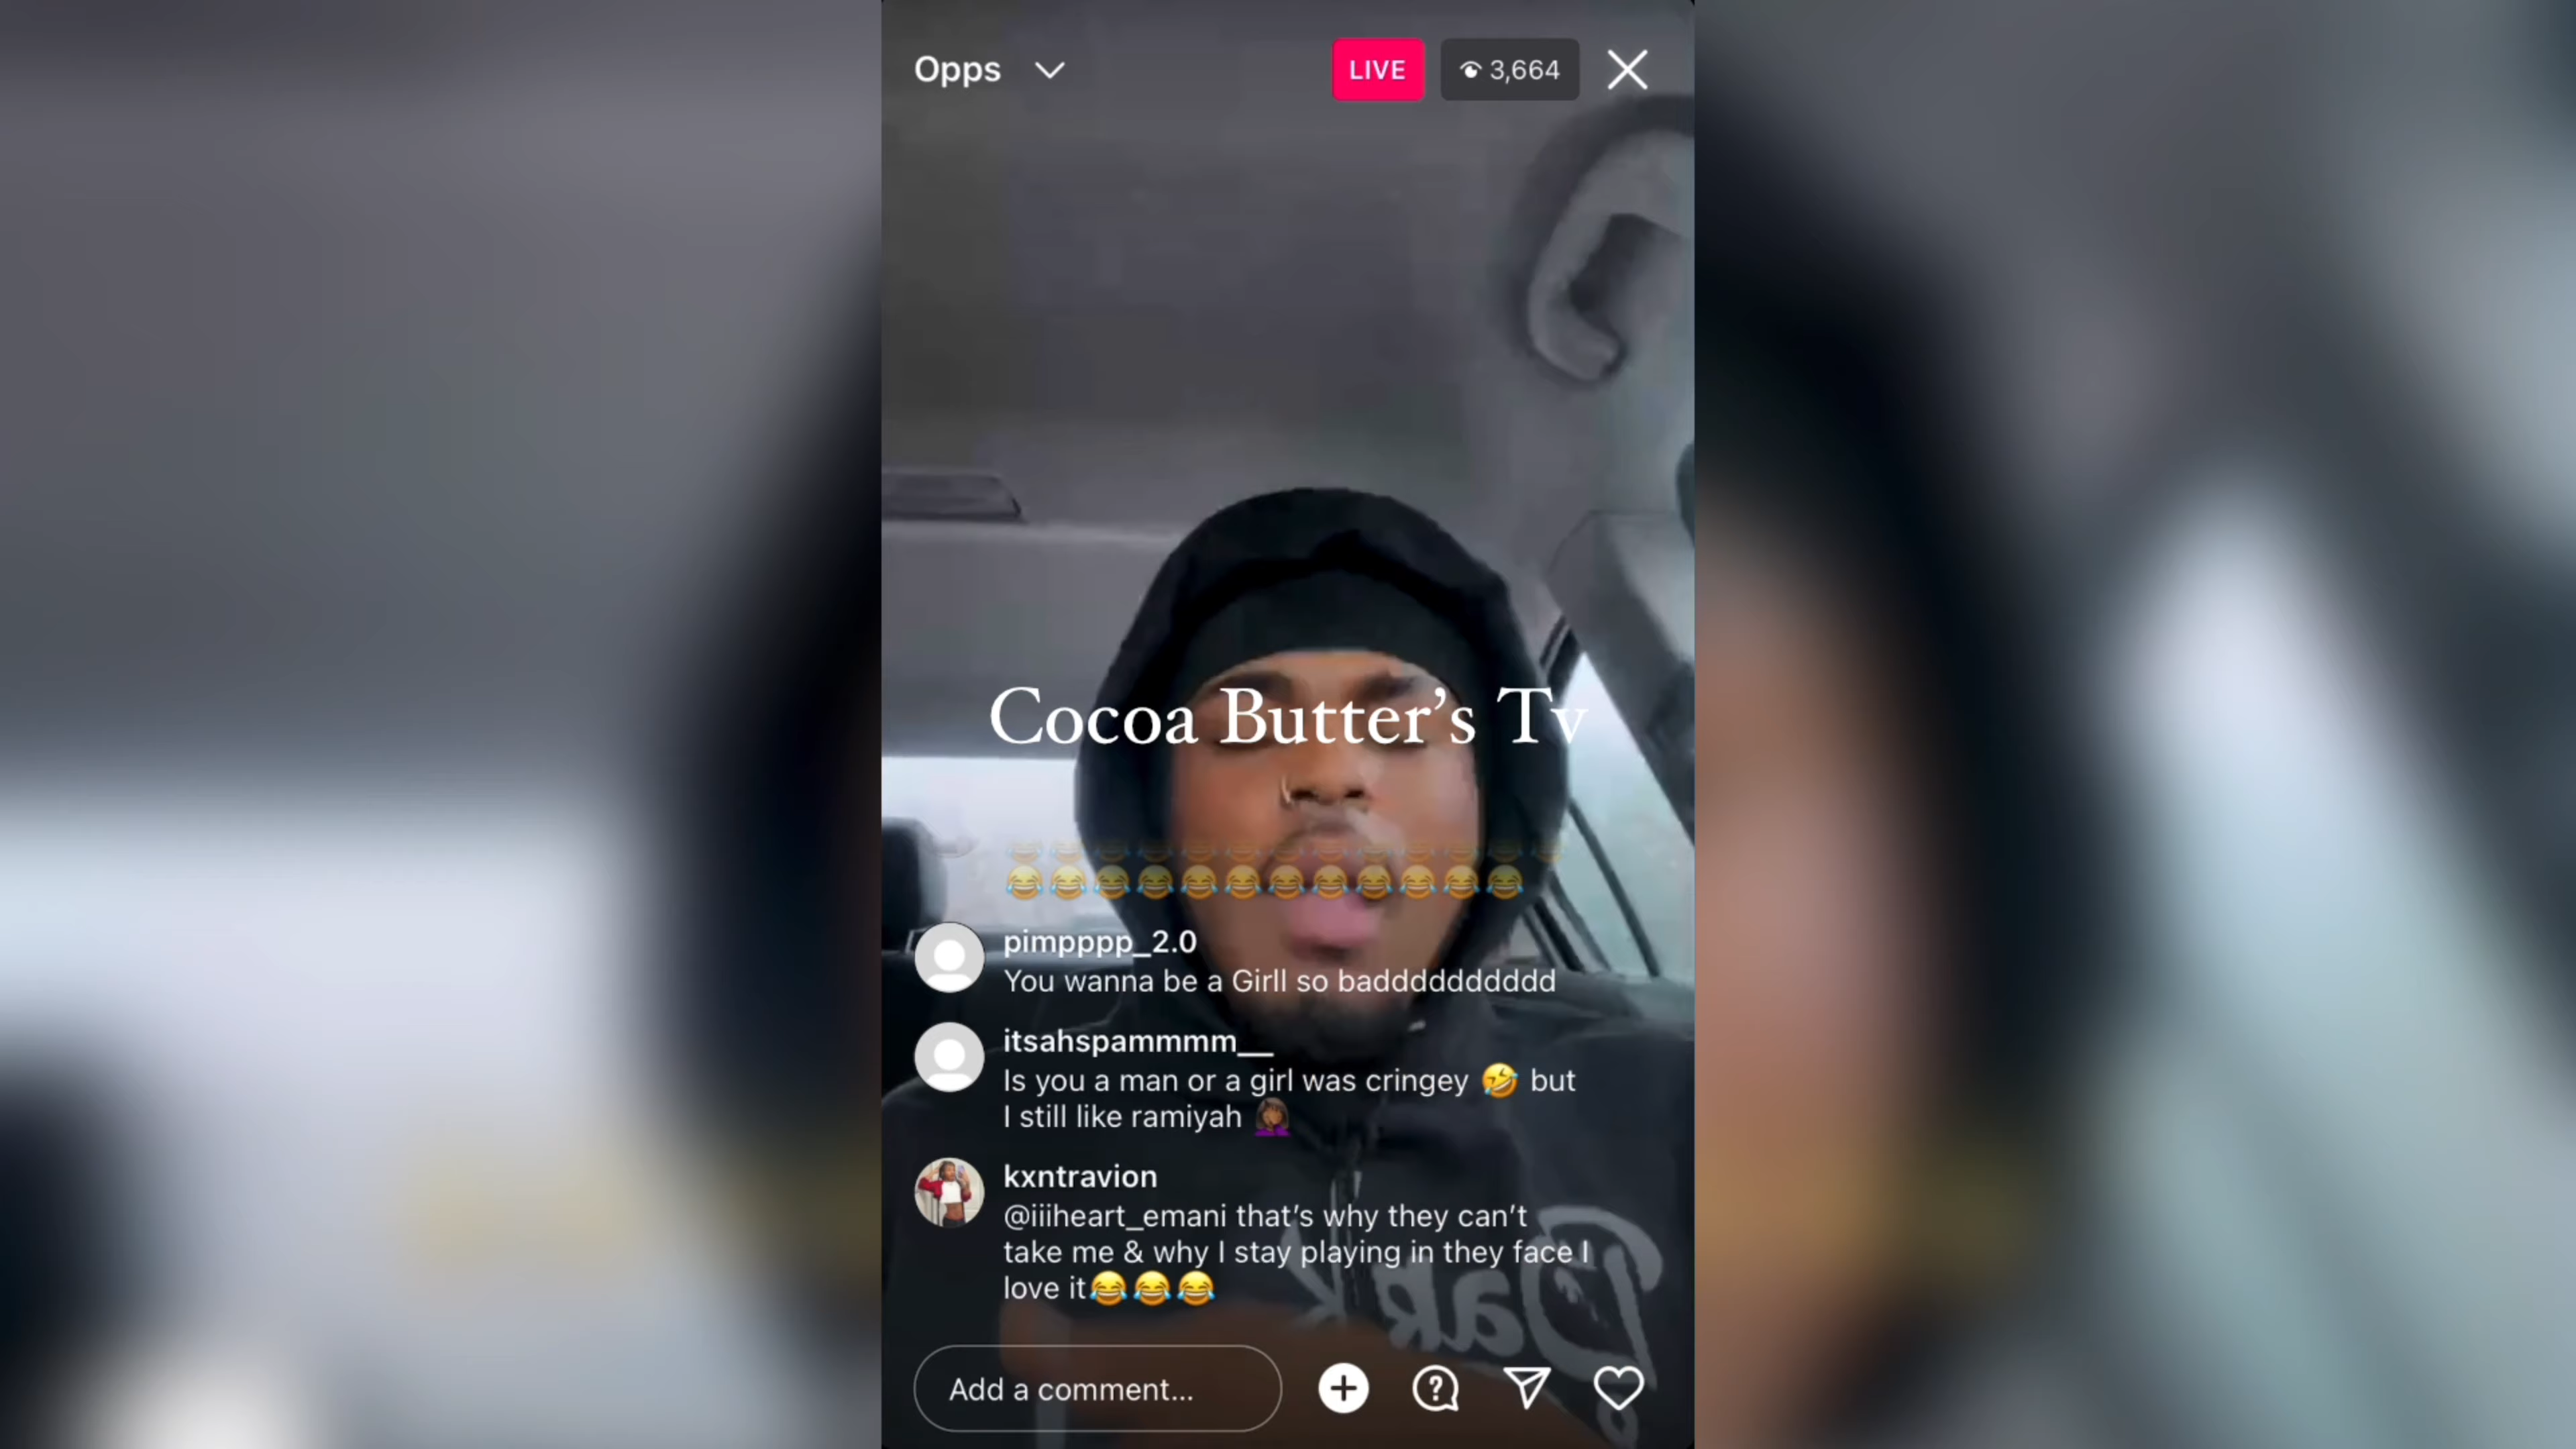 Opps
LIVE
3,664
Cocoa Butter's Tv
😂😂😂😂😂😂😂😂😂😂😂😂😂
😂😂😂😂😂😂😂😂😂😂😂😂
pimpppp_2.0
You wanna be a Girll so badddddddddd
itsahspammmm__
Is you a man or a girl was cringey 🤣 but
I still like ramiyah 🤦🏾‍♀️
kxntravion
@iiiheart_emani that's why they can't
take me & why I stay playing in they face I
love it😂😂😂
Dark
Add a comment...